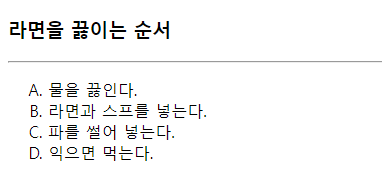 라면을 끓이는 순서
A. 물을 끓인다.
B. 라면과 스프를 넣는다.
C. 파를 썰어 넣는다.
D. 익으면 먹는다.